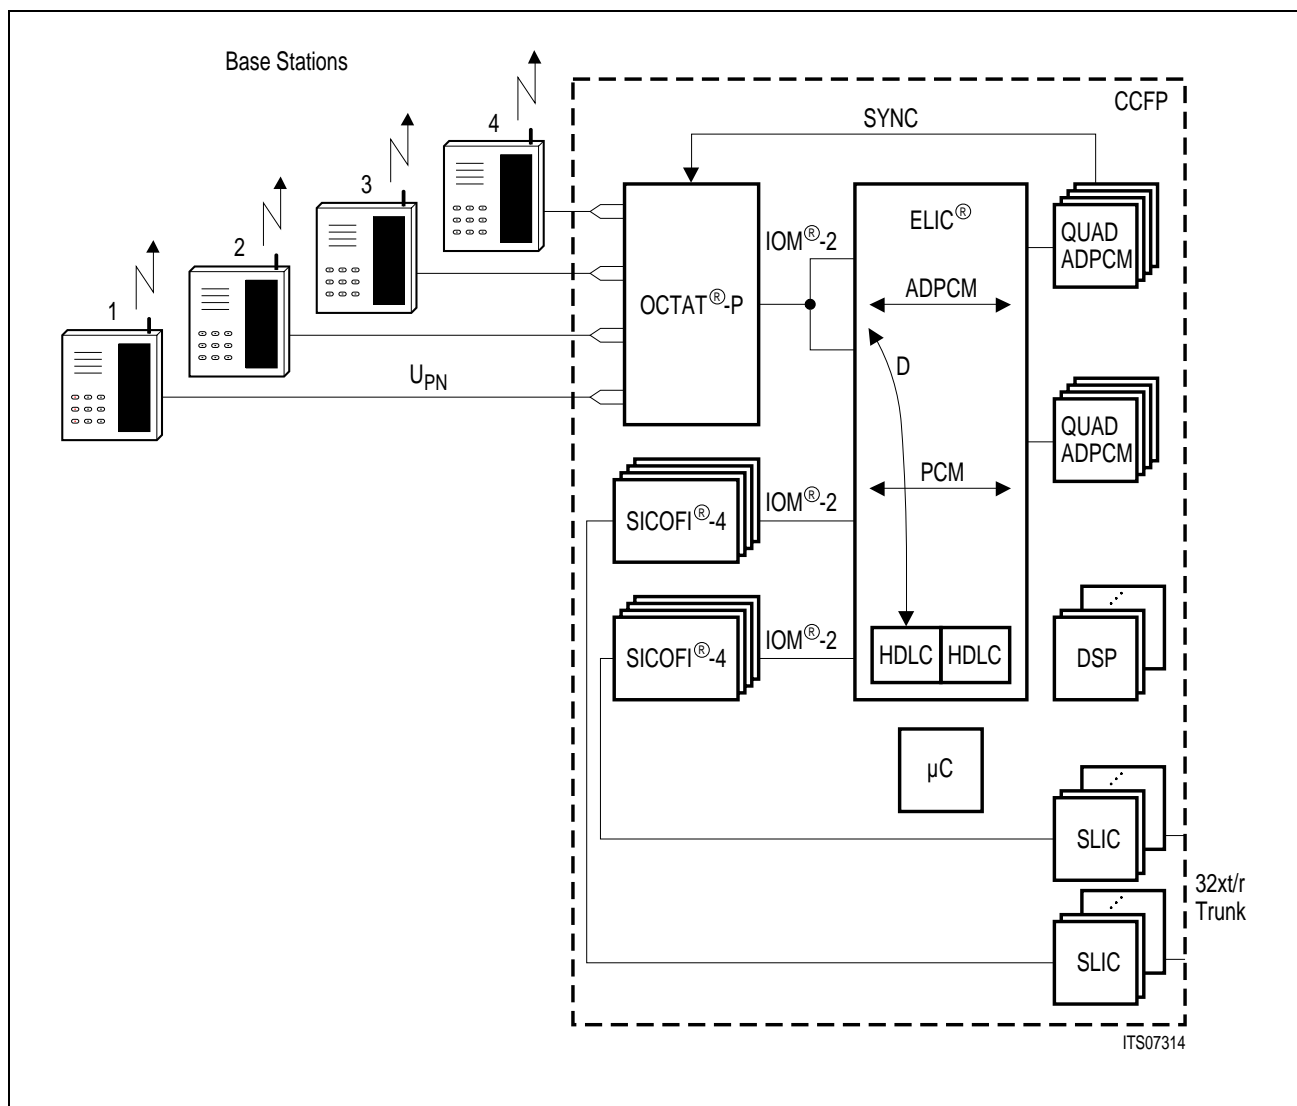 Base Stations
CCFP
SYNC
4
3
2
1
QUAD
ADPCM
ELIC®
IOM®-2
ADPCM
OCTAT®-P
D
UPN
QUAD
ADPCM
PCM
SICOFI®-4
IOM®-2
SICOFI®-4
IOM®-2
HDLC
HDLC
DSP
µC
SLIC
32xt/r
Trunk
SLIC
ITS07314